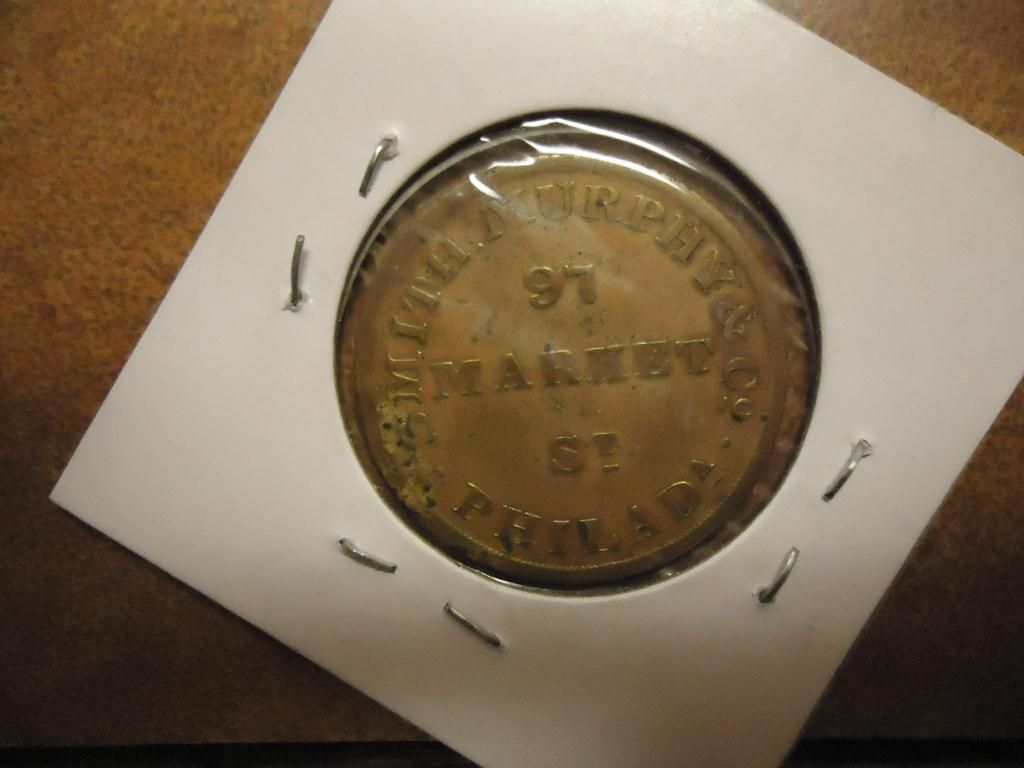 SMITH. MURPHY & Co.
97
MARKET
ST
PHILADA.